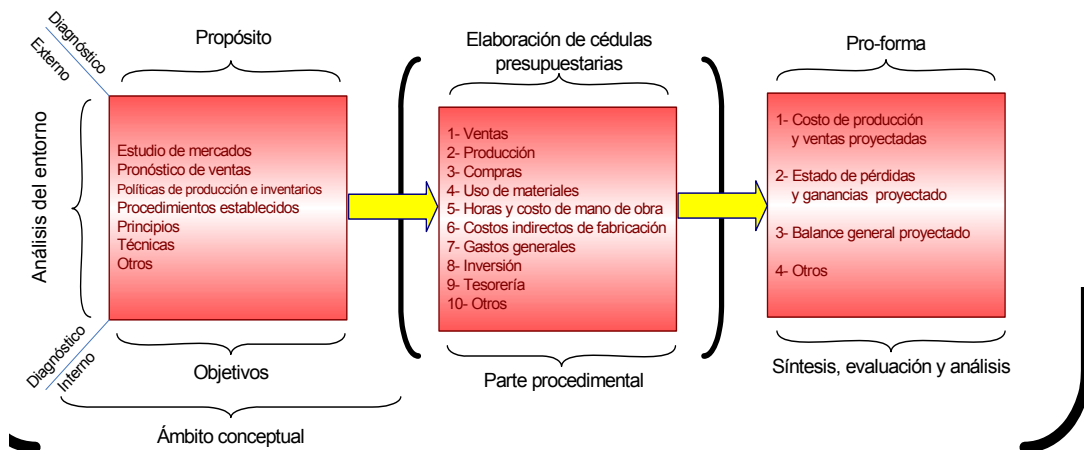 Diagnóstico
Externo
Propósito
Elaboración de cédulas
presupuestarias
Pro-forma
Análisis del entorno
Estudio de mercados
Pronóstico de ventas
Políticas de producción e inventarios
Procedimientos establecidos
Principios
Técnicas
Otros
1- Ventas
2- Producción
3- Compras
4- Uso de materiales
5- Horas y costo de mano de obra
6- Costos indirectos de fabricación
7- Gastos generales
8- Inversión
9- Tesorería
10- Otros
1- Costo de producción
y ventas proyectadas
2- Estado de pérdidas
y ganancias proyectado
3- Balance general proyectado
4- Otros
Diagnóstico
Interno
Objetivos
Parte procedimental
Síntesis, evaluación y análisis
Ámbito conceptual